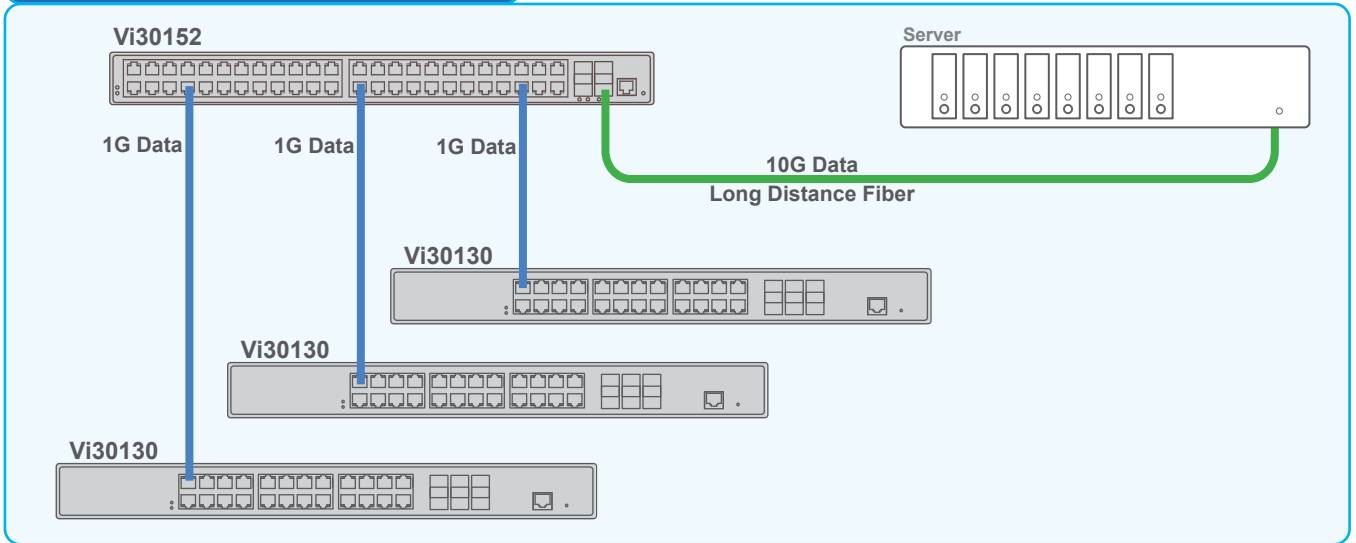 Vi30152
Server
1G Data
1G Data
1G Data
10G Data
Long Distance Fiber
Vi30130
Vi30130
Vi30130